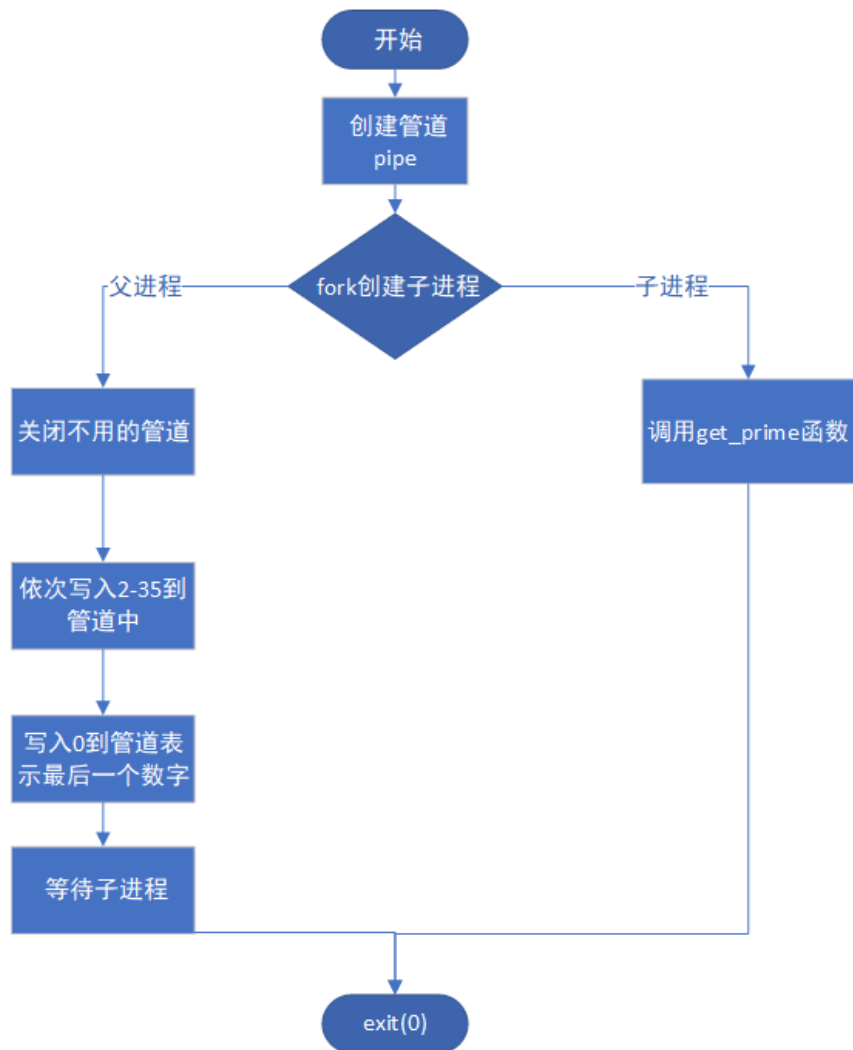 开始
创建管道
pipe
fork创建子进程
父进程
子进程
关闭不用的管道
调用get_prime函数
依次写入2-35到
管道中
写入0到管道表
示最后一个数字
等待子进程
exit(0)